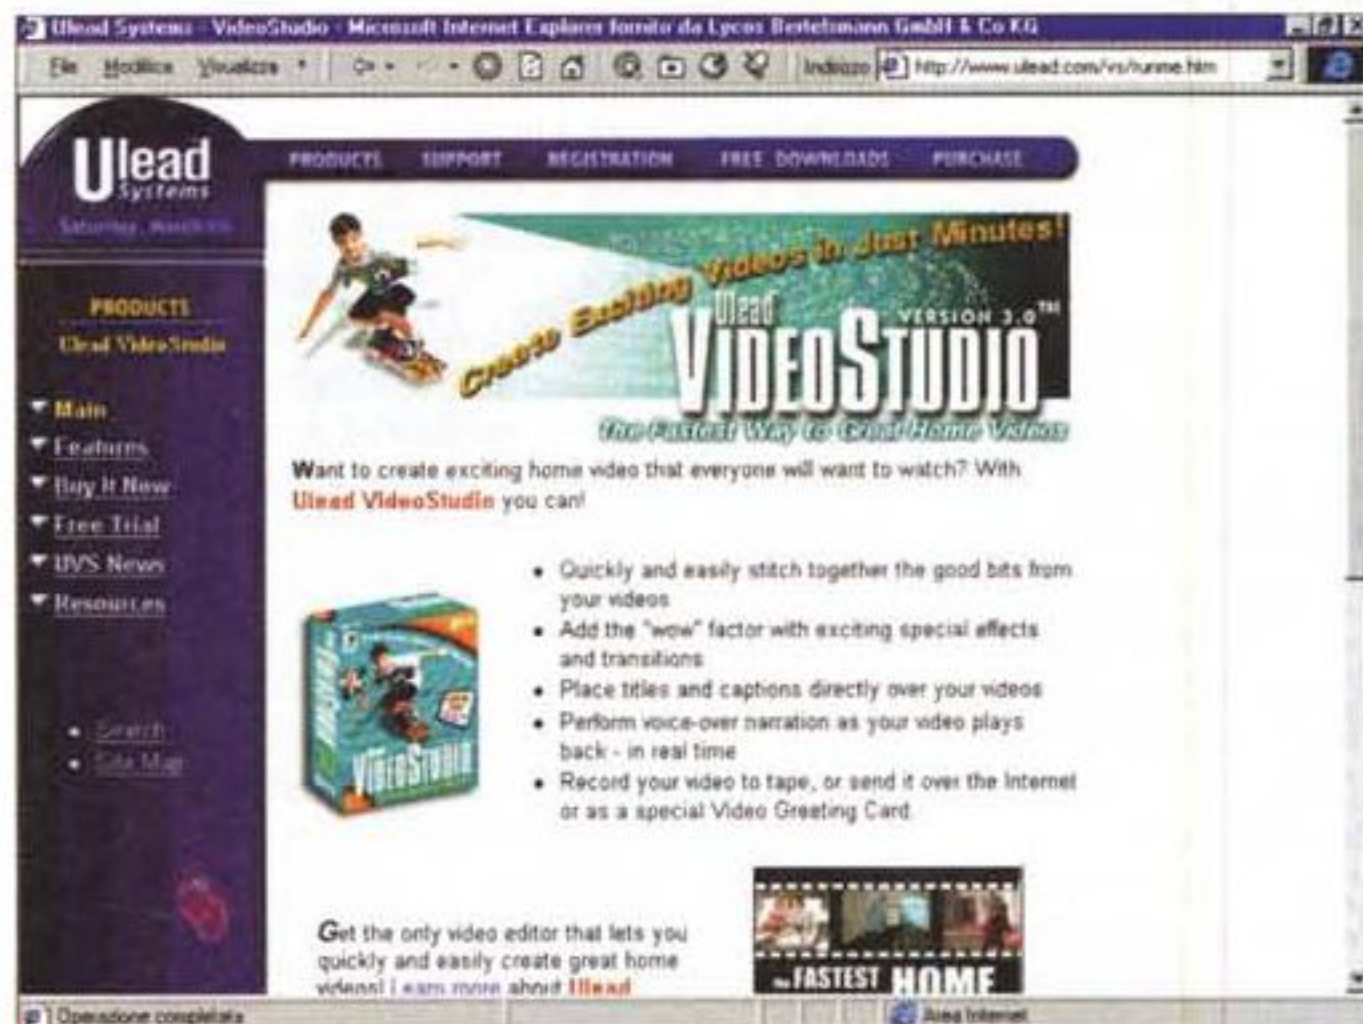 Ulead Systems - VideoStudio - Microsoft Internet Explorer fornito da Lycos Bertelsmann GmbH & Co KG
File Modifica Visualizza
Indirizzo http://www.ulead.com/vs/runme.htm
Ulead
Systems
PRODUCTS SUPPORT REGISTRATION FREE DOWNLOADS PURCHASE
Saturday, March
PRODUCTS
Ulead VideoStudio
Main
Features
Buy It Now
Free Trial
UVS News
Resources
Search
Site Map
Create Exciting Videos in Just Minutes!
Ulead
VERSION 3.0™
VIDEOSTUDIO
The Fastest Way to Great Home Videos
Want to create exciting home video that everyone will want to watch? With
Ulead VideoStudio you can!
• Quickly and easily stitch together the good bits from
your videos
• Add the "wow" factor with exciting special effects
and transitions
• Place titles and captions directly over your videos
• Perform voice-over narration as your video plays
back - in real time
• Record your video to tape, or send it over the Internet
or as a special Video Greeting Card.
VIDEOSTUDIO
Get the only video editor that lets you
quickly and easily create great home
videos! Learn more about Ulead
The FASTEST HOME
Operazione completata
Area Internet